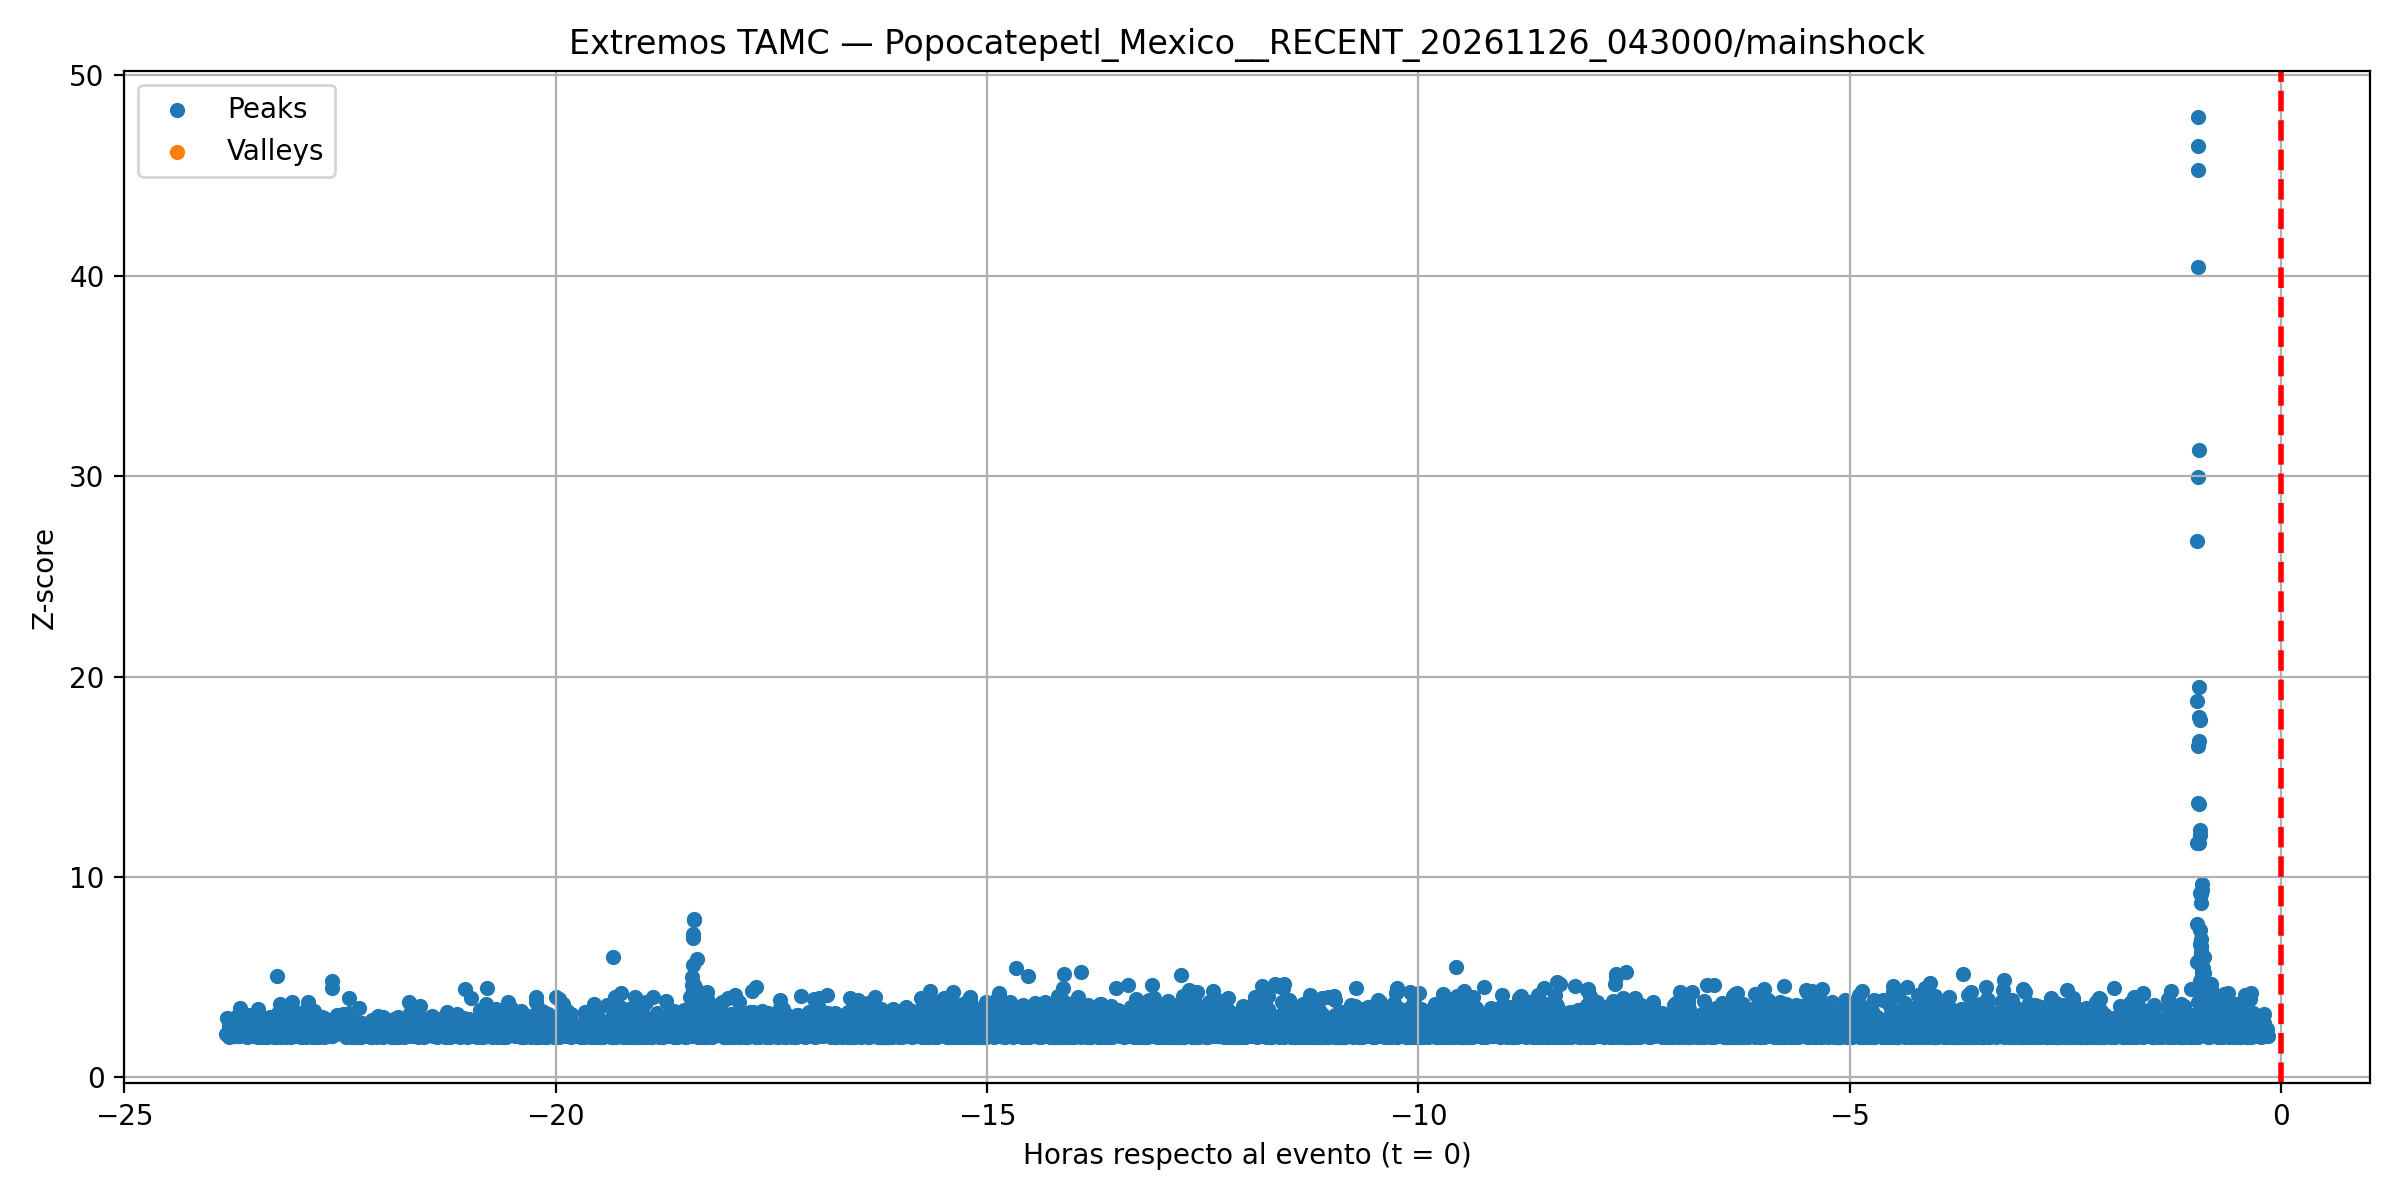 Extremos TAMC — Popocatepetl_Mexico__RECENT_20261126_043000/mainshock
Peaks
Valleys
Z-score
50
40
30
20
10
0
−25
−20
−15
−10
−5
0
Horas respecto al evento (t = 0)